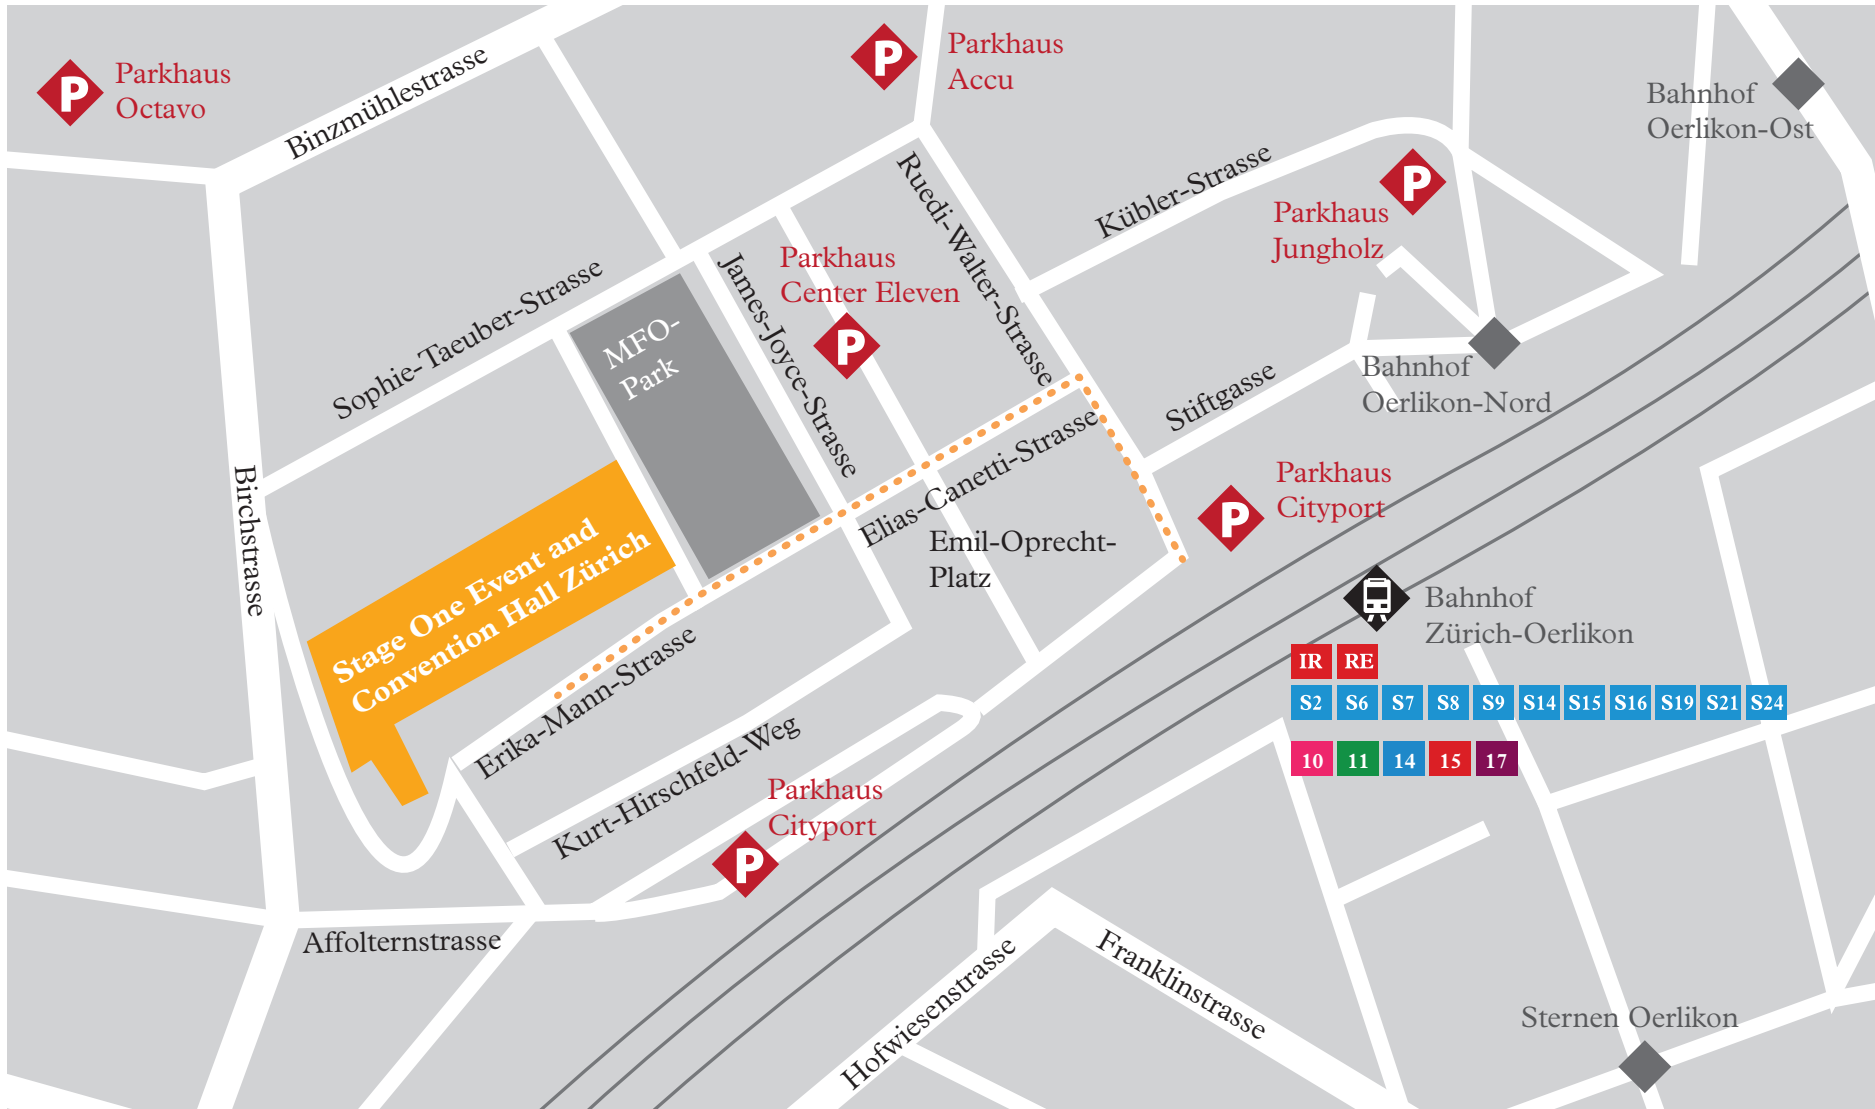 P
Parkhaus
Octavo
Binzmühlestrasse
P
Parkhaus
Accu
Bahnhof
Oerlikon-Ost
Ruedi-Walter-Strasse
Kübler-Strasse
P
Parkhaus
Jungholz
Sophie-Taeuber-Strasse
MFO-
Park
James-Joyce-Strasse
Parkhaus
Center Eleven
P
Bahnhof
Oerlikon-Nord
Stiftgasse
Birchstrasse
Elias-Canetti-Strasse
Emil-Oprecht-
Platz
P
Parkhaus
Cityport
Stage One Event and
Convention Hall Zürich
Bahnhof
Zürich-Oerlikon
IR RE
S2 S6 S7 S8 S9 S14 S15 S16 S19 S21 S24
10 11 14 15 17
Erika-Mann-Strasse
Kurt-Hirschfeld-Weg
Parkhaus
Cityport
P
Affolternstrasse
Hofwiesenstrasse
Franklinstrasse
Sternen Oerlikon